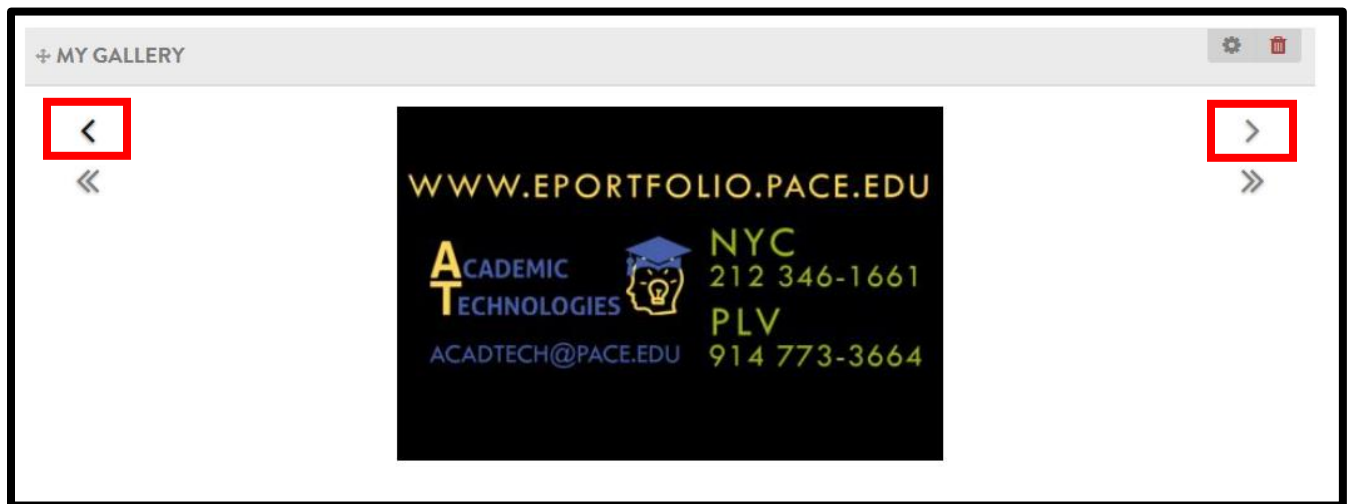 MY GALLERY
WWW.EPORTFOLIO.PACE.EDU
ACADEMIC
TECHNOLOGIES
ACADTECH@PACE.EDU
NYC
212 346-1661
PLV
914 773-3664